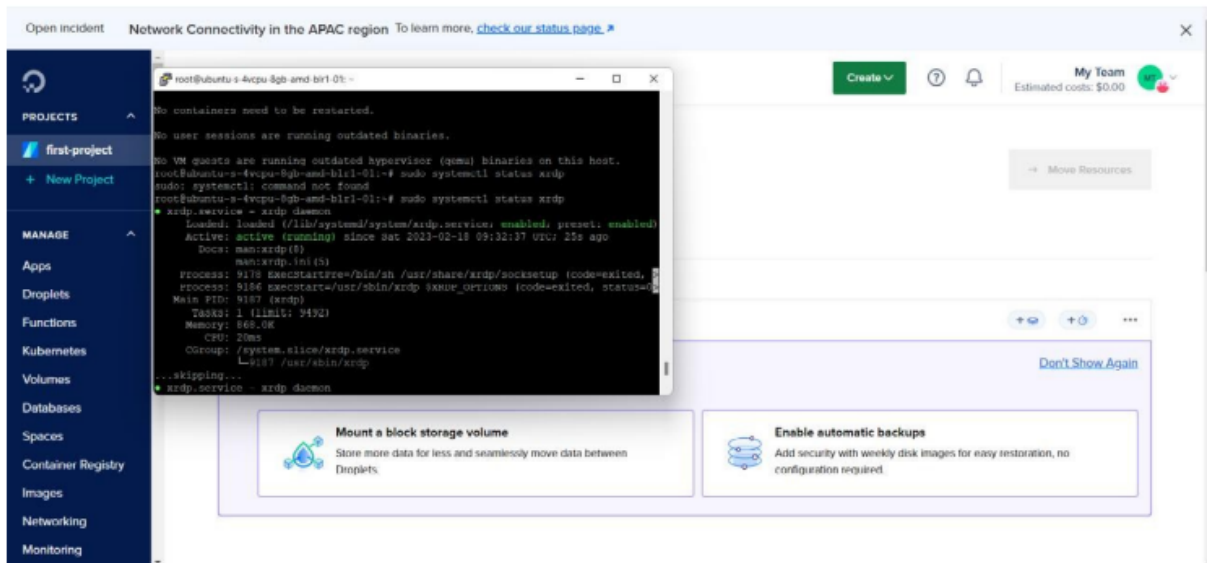 Open incident Network Connectivity in the APAC region To learn more, check our status page
root@ubuntu-s-4vcpu-8gb-amd-blr1-01: ~
Create
My Team
Estimated costs: $0.00
MT
PROJECTS
first-project
+ New Project
MANAGE
Apps
Droplets
Functions
Kubernetes
Volumes
Databases
Spaces
Container Registry
Images
Networking
Monitoring
No containers need to be restarted.
No user sessions are running outdated binaries.
No VM guests are running outdated hypervisor (qemu) binaries on this host.
root@ubuntu-s-4vcpu-8gb-amd-blr1-01:~# sudo systemctl status xrdp
root@ubuntu-s-4vcpu-8gb-amd-blr1-01:~# sudo systemctl status xrdp
● xrdp.service - xrdp daemon
Loaded: loaded (/lib/systemd/system/xrdp.service; enabled; preset: enabled)
Active: active (running) since Sat 2023-02-18 09:32:37 UTC; 25s ago
Docs: man:xrdp(8)
man:xrdp.ini(5)
Process: 9178 ExecStartPre=/bin/sh /usr/share/xrdp/socksetup (code=exited, >
Process: 9186 ExecStart=/usr/sbin/xrdp $XRDP_OPTIONS (code=exited, status=0>
Main PID: 9187 (xrdp)
Tasks: 1 (limit: 9492)
Memory: 868.0K
CPU: 20ms
CGroup: /system.slice/xrdp.service
└─9187 /usr/sbin/xrdp
...skipping...
● xrdp.service - xrdp daemon
→ Move Resources
Don't Show Again
Mount a block storage volume
Store more data for less and seamlessly move data between
Droplets.
Enable automatic backups
Add security with weekly disk images for easy restoration, no
configuration required.